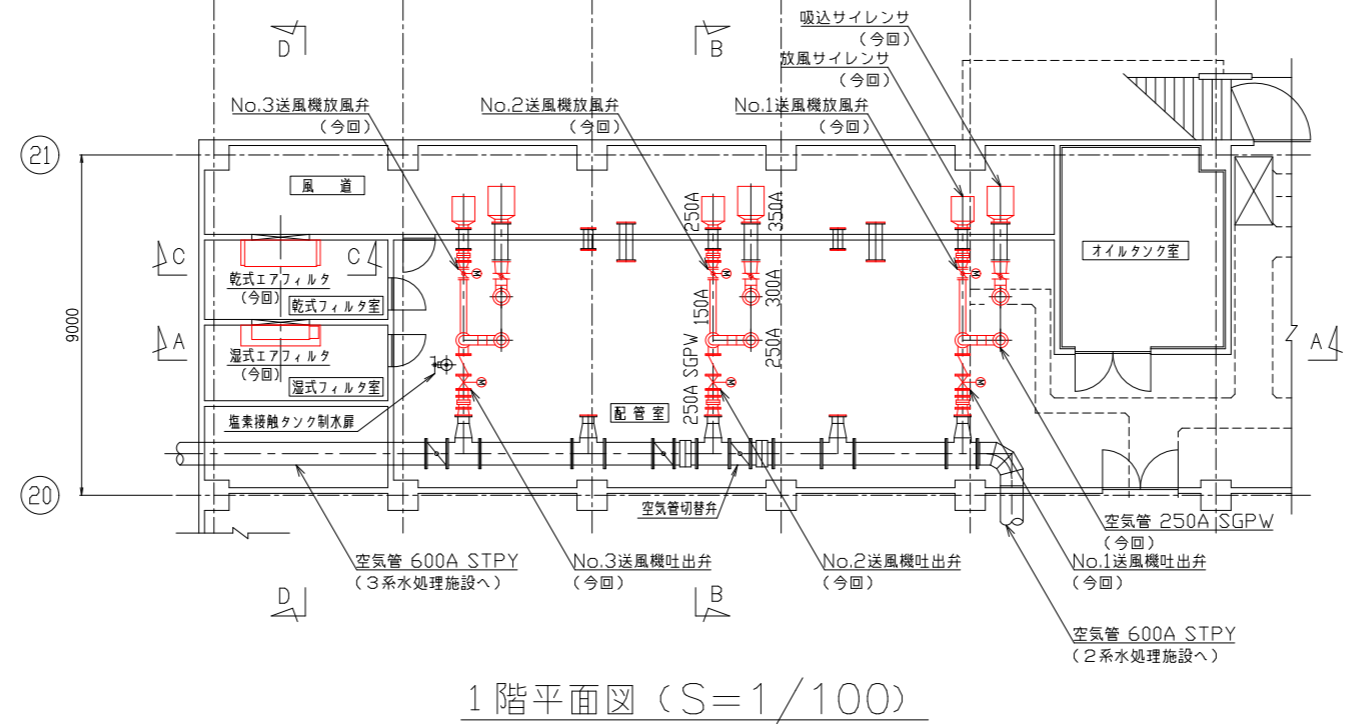 吸込サイレンサ
（今回）
D
B
放風サイレンサ
（今回）
No.3送風機放風弁
（今回）
No.2送風機放風弁
（今回）
No.1送風機放風弁
（今回）
21
風 道
250A
350A
C
C
乾式エアフィルタ
（今回）
乾式フィルタ室
オイルタンク室
M
M
M
150A
300A
9000
A
A
湿式エアフィルタ
（今回）
湿式フィルタ室
250A SGPW
250A
M
M
M
塩素接触タンク制水扉
配管室
20
空気管切替弁
空気管 250A SGPW
（今回）
空気管 600A STPY
（３系水処理施設へ）
No.3送風機吐出弁
（今回）
No.2送風機吐出弁
（今回）
No.1送風機吐出弁
（今回）
D
B
空気管 600A STPY
（２系水処理施設へ）
1階平面図（S=1/100）